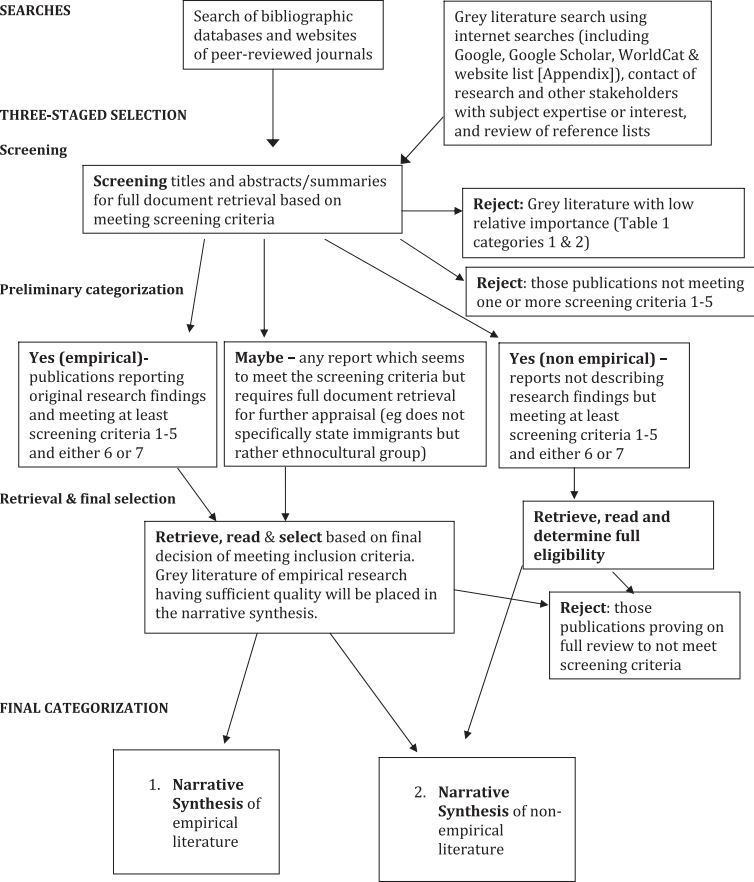 SEARCHES
Search of bibliographic
databases and websites
of peer-reviewed journals
Grey literature search using
internet searches (including
Google, Google Scholar, WorldCat &
website list [Appendix]), contact of
research and other stakeholders
with subject expertise or interest,
and review of reference lists
THREE-STAGED SELECTION
Screening
Screening titles and abstracts/summaries
for full document retrieval based on
meeting screening criteria
Reject: Grey literature with low
relative importance (Table 1
categories 1 & 2)
Reject: those publications not meeting
one or more screening criteria 1-5
Preliminary categorization
Yes (empirical)-
publications reporting
original research findings
and meeting at least
screening criteria 1-5
and either 6 or 7
Maybe – any report which seems
to meet the screening criteria but
requires full document retrieval
for further appraisal (eg does not
specifically state immigrants but
rather ethnocultural group)
Yes (non empirical) –
reports not describing
research findings but
meeting at least
screening criteria 1-5
and either 6 or 7
Retrieval & final selection
Retrieve, read & select based on final
decision of meeting inclusion criteria.
Grey literature of empirical research
having sufficient quality will be placed in
the narrative synthesis.
Retrieve, read and
determine full
eligibility
Reject: those
publications proving on
full review to not meet
screening criteria
FINAL CATEGORIZATION
1. Narrative
Synthesis of
empirical
literature
2. Narrative
Synthesis of non-
empirical
literature